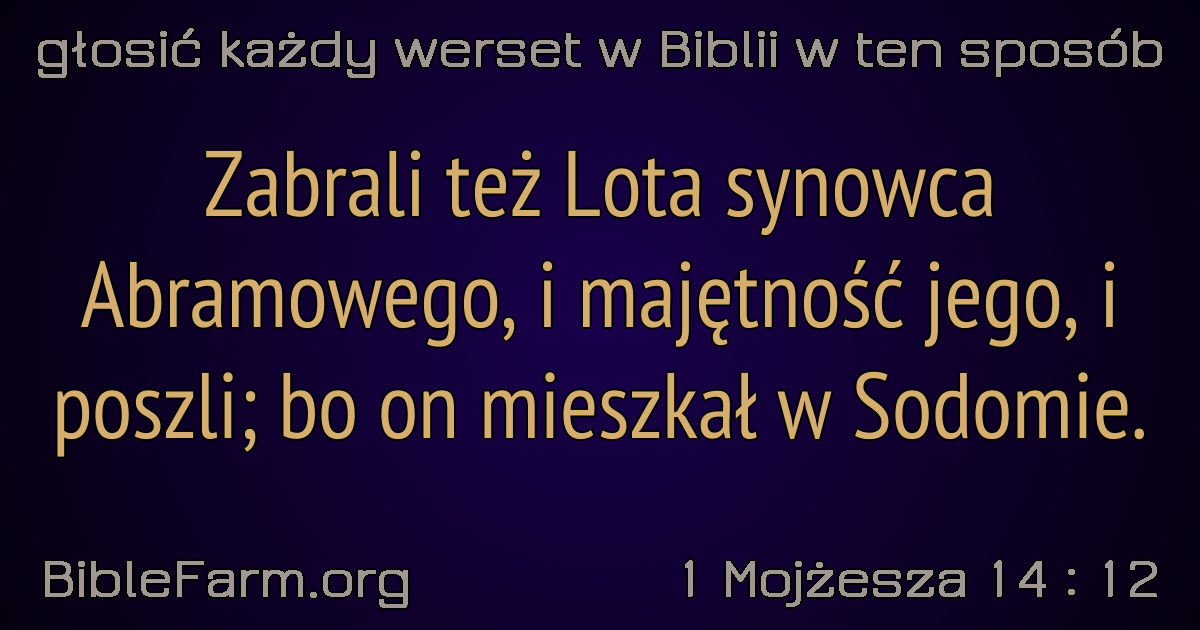 głosić każdy werset w Biblii w ten sposób
Zabrali też Lota synowca
Abramowego, i majętność jego, i
poszli; bo on mieszkał w Sodomie.
BibleFarm.org
1 Mojżesza 14 : 12